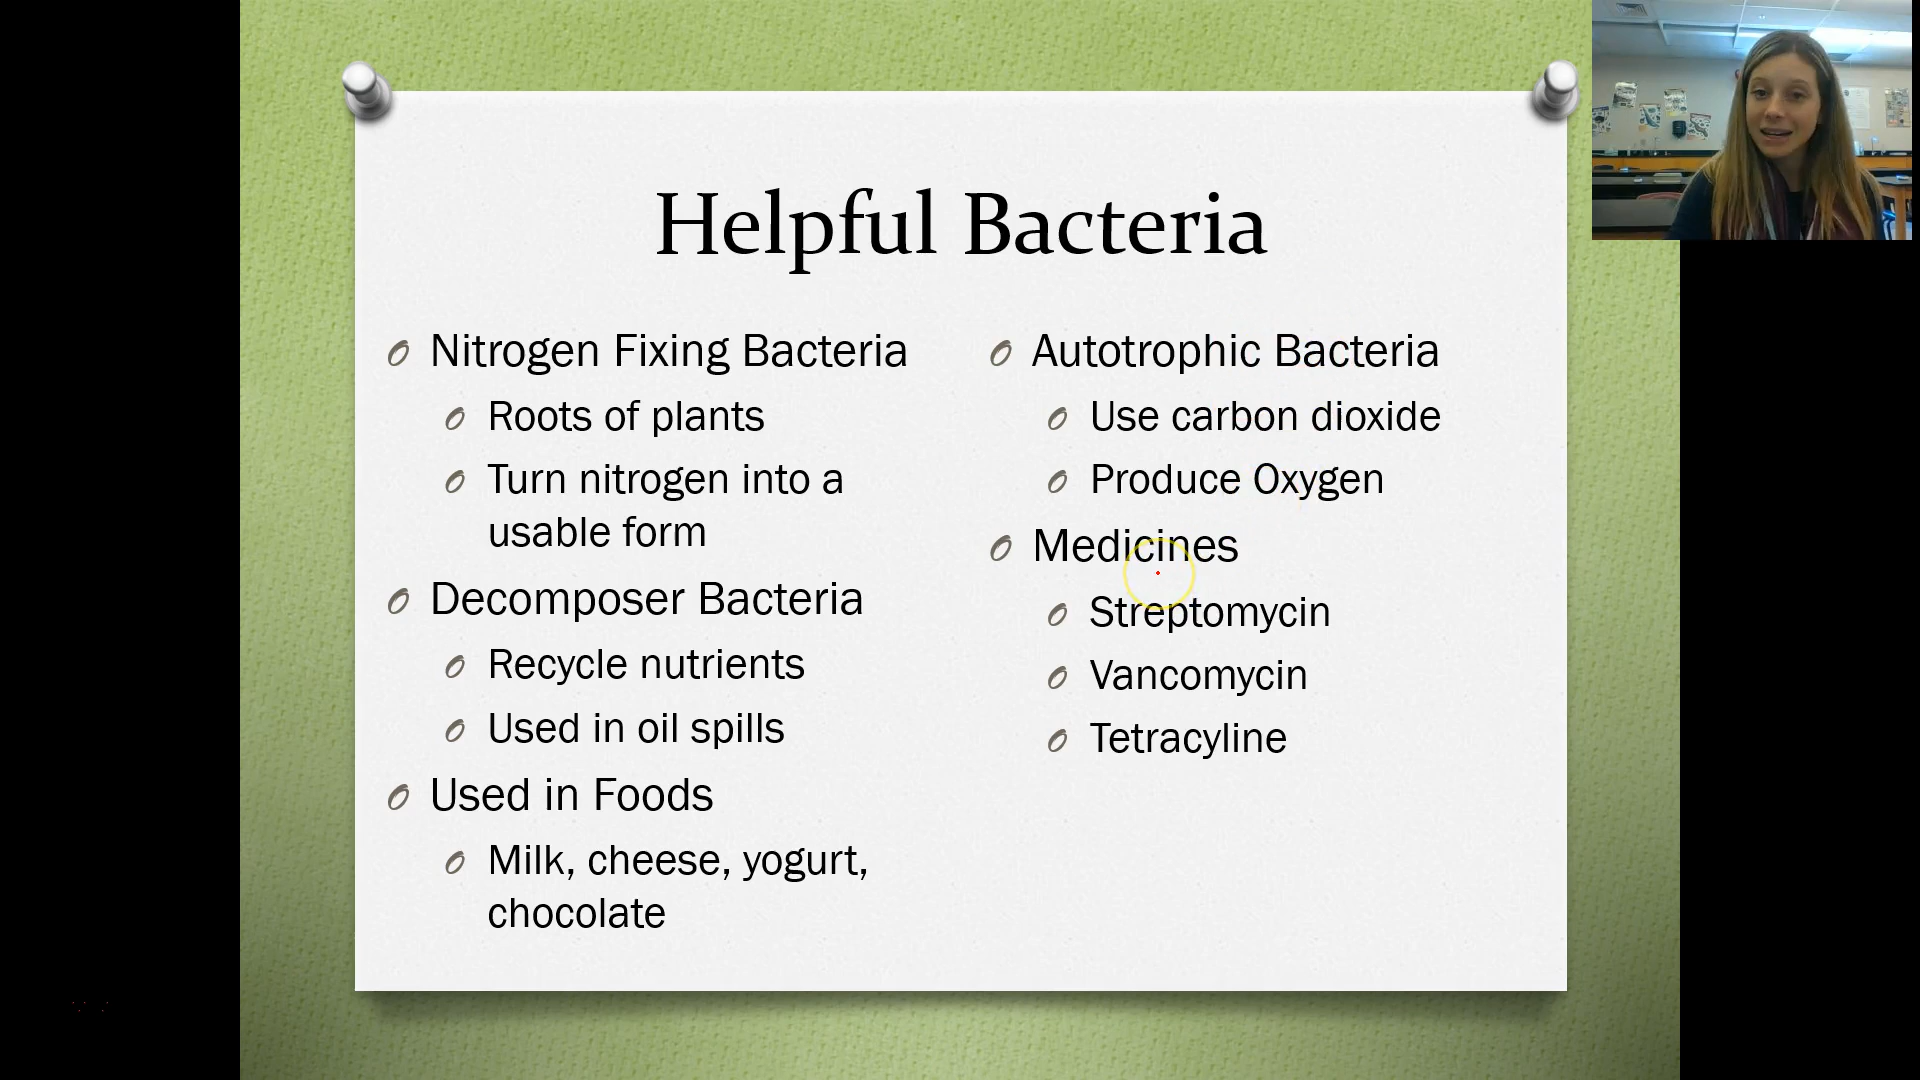 Helpful Bacteria
Nitrogen Fixing Bacteria
Roots of plants
Turn nitrogen into a
usable form
Decomposer Bacteria
Recycle nutrients
Used in oil spills
Used in Foods
Milk, cheese, yogurt,
chocolate
Autotrophic Bacteria
Use carbon dioxide
Produce Oxygen
Medicines
Streptomycin
Vancomycin
Tetracyline